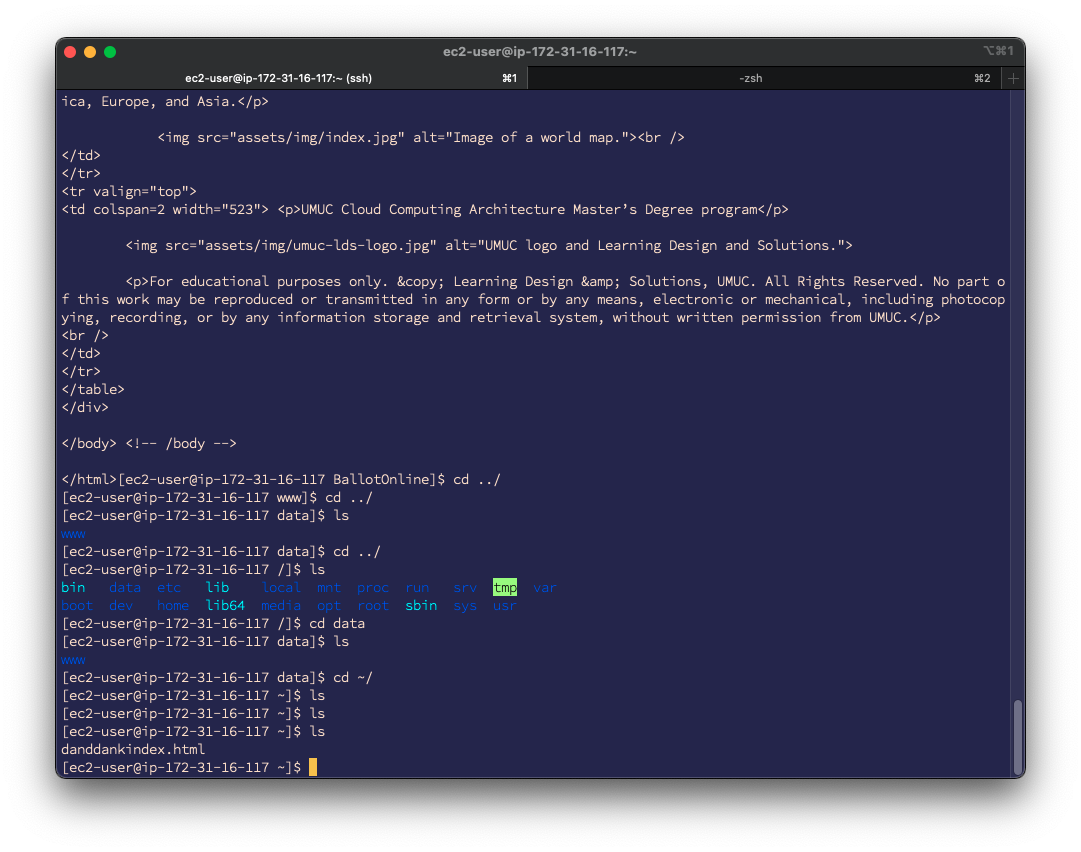 ec2-user@ip-172-31-16-117:~
⌥⌘1
ec2-user@ip-172-31-16-117:~ (ssh) ⌘1 -zsh ⌘2 +
ica, Europe, and Asia.</p>
<img src="assets/img/index.jpg" alt="Image of a world map."><br />
</td>
</tr>
<tr valign="top">
<td colspan=2 width="523"> <p>UMUC Cloud Computing Architecture Master’s Degree program</p>
<img src="assets/img/umuc-lds-logo.jpg" alt="UMUC logo and Learning Design and Solutions.">
<p>For educational purposes only. &copy; Learning Design &amp; Solutions, UMUC. All Rights Reserved. No part o
f this work may be reproduced or transmitted in any form or by any means, electronic or mechanical, including photocop
ying, recording, or by any information storage and retrieval system, without written permission from UMUC.</p>
<br />
</td>
</tr>
</table>
</div>
</body> <!-- /body -->
</html>[ec2-user@ip-172-31-16-117 BallotOnline]$ cd ../
[ec2-user@ip-172-31-16-117 www]$ cd ../
[ec2-user@ip-172-31-16-117 data]$ ls
www
[ec2-user@ip-172-31-16-117 data]$ cd ../
[ec2-user@ip-172-31-16-117 /]$ ls
bin data etc lib local mnt proc run srv tmp var
boot dev home lib64 media opt root sbin sys usr
[ec2-user@ip-172-31-16-117 /]$ cd data
[ec2-user@ip-172-31-16-117 data]$ ls
www
[ec2-user@ip-172-31-16-117 data]$ cd ~/
[ec2-user@ip-172-31-16-117 ~]$ ls
[ec2-user@ip-172-31-16-117 ~]$ ls
[ec2-user@ip-172-31-16-117 ~]$ ls
danddankindex.html
[ec2-user@ip-172-31-16-117 ~]$